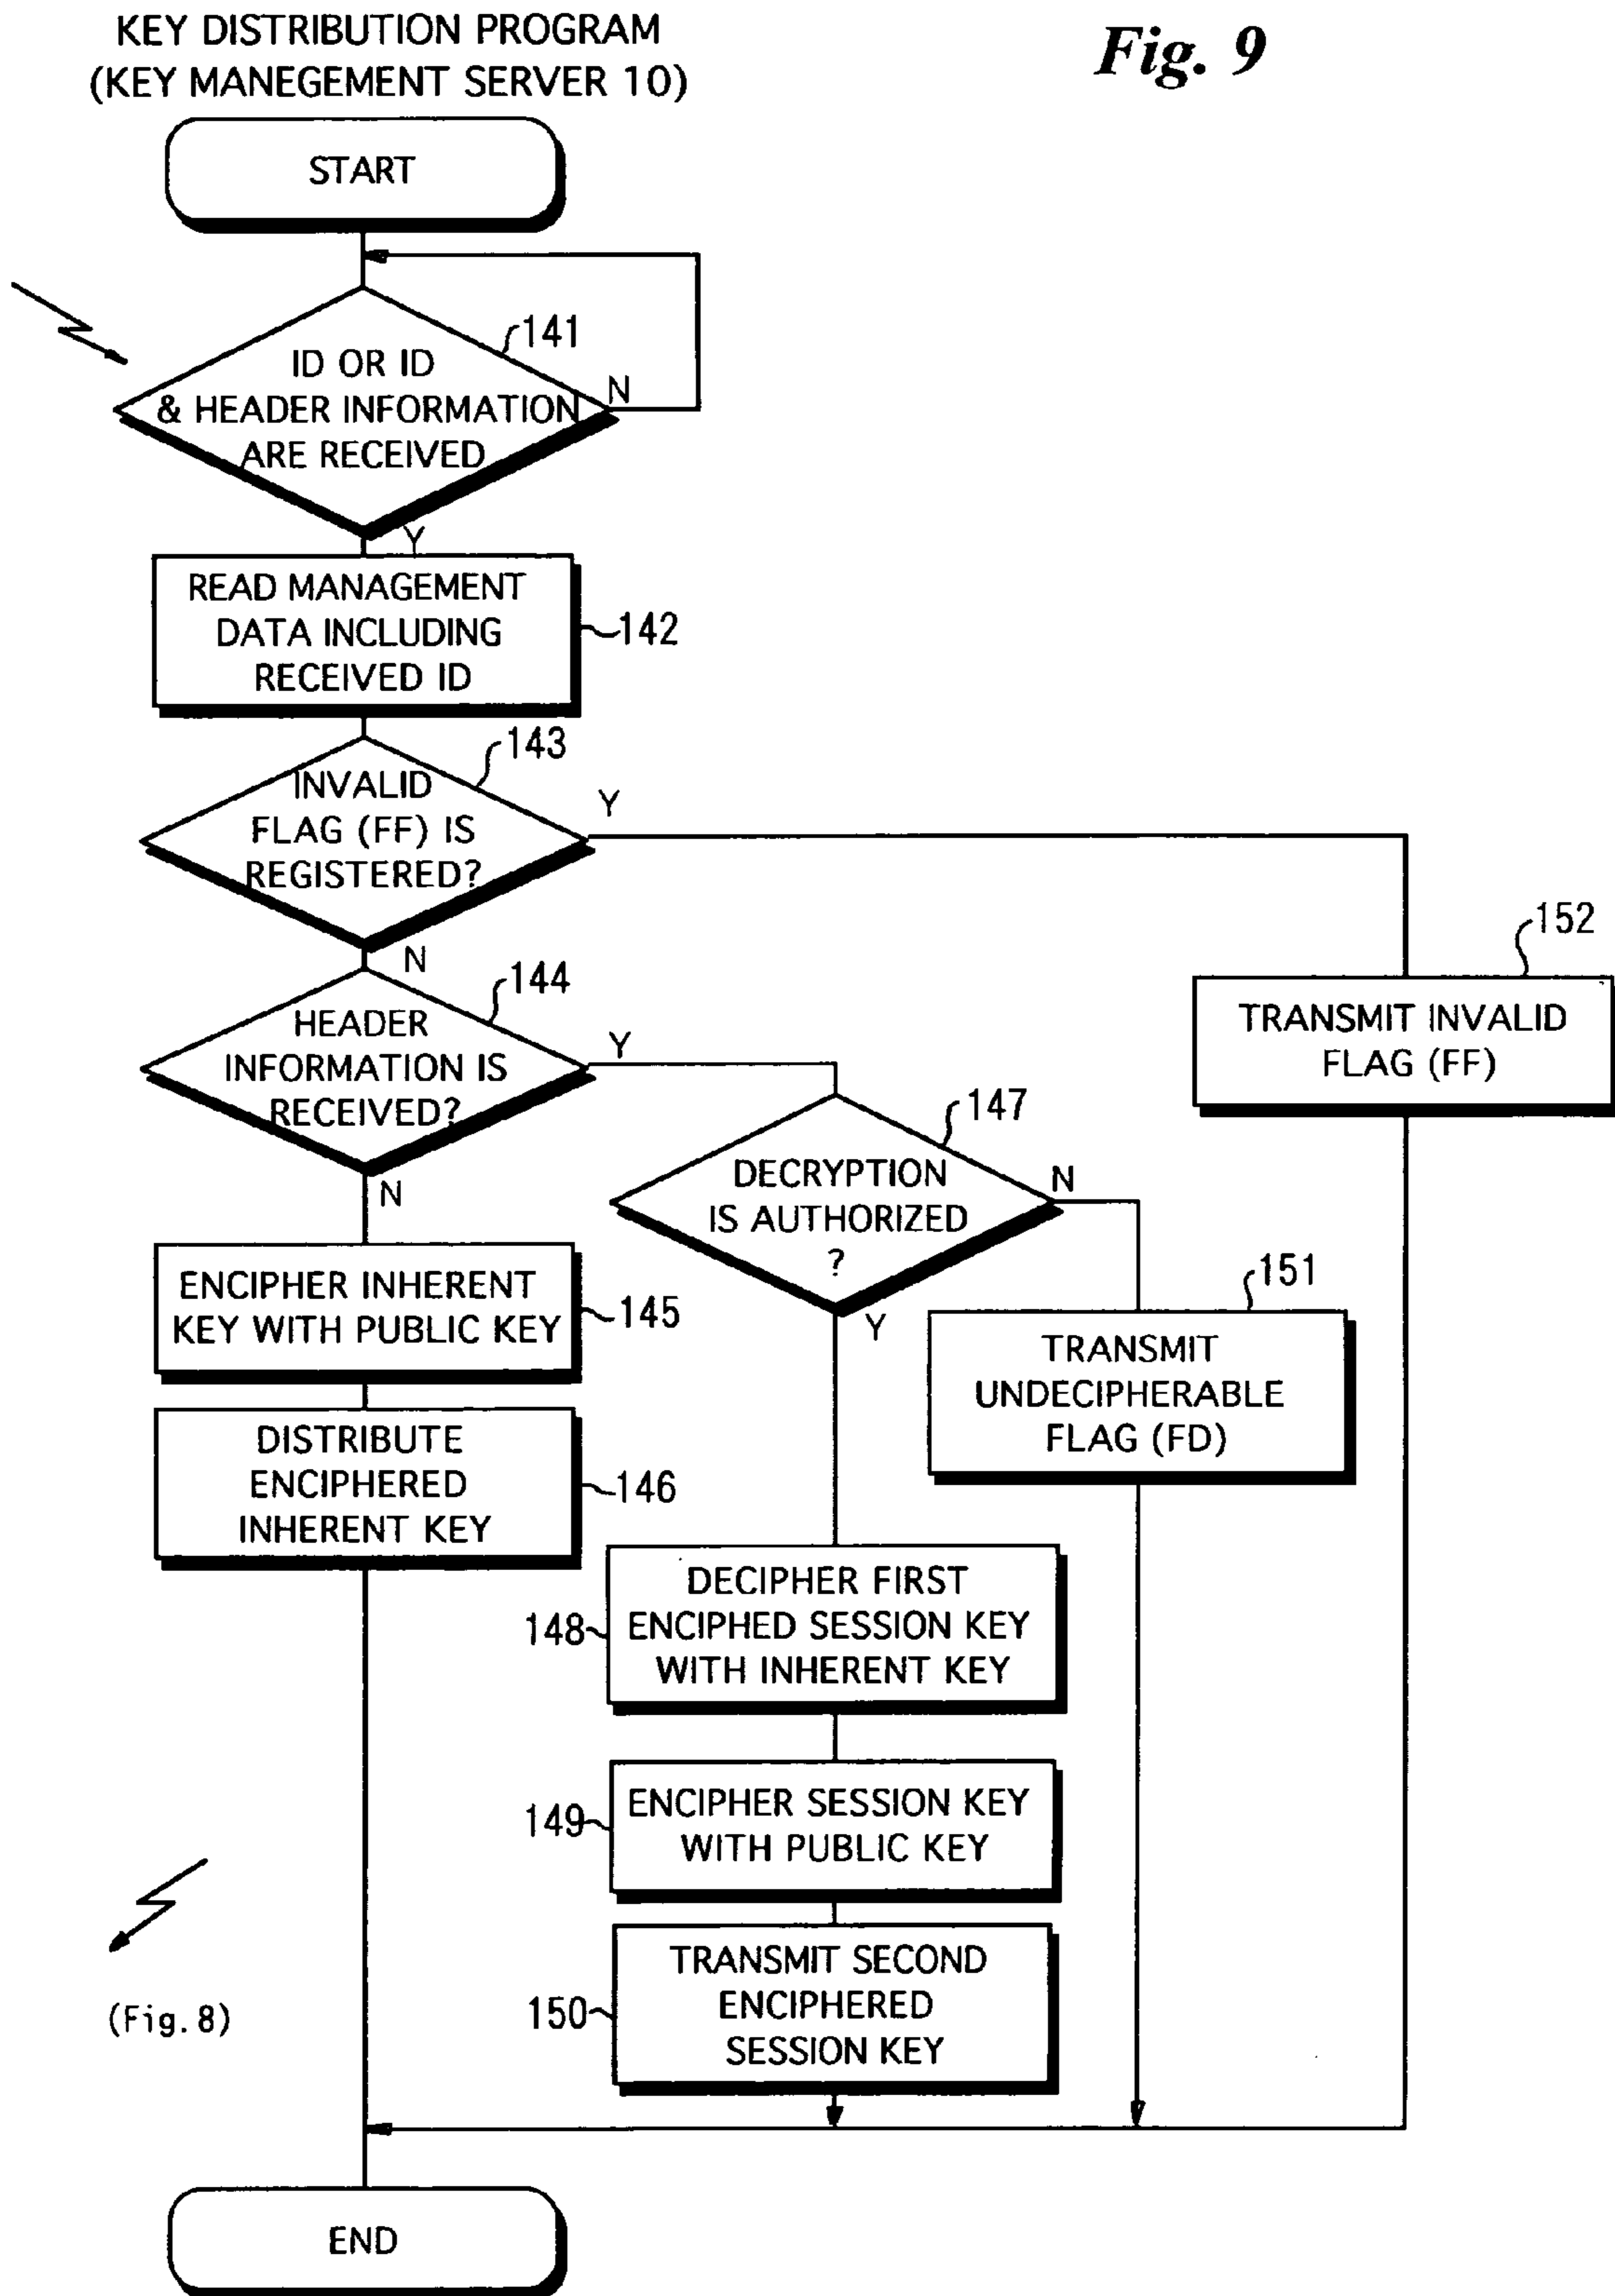 KEY DISTRIBUTION PROGRAM
(KEY MANEGEMENT SERVER 10)
Fig. 9
START
141
ID OR ID
& HEADER INFORMATION
ARE RECEIVED
N
Y
READ MANAGEMENT
DATA INCLUDING
RECEIVED ID
142
143
INVALID
FLAG (FF) IS
REGISTERED?
Y
N
152
TRANSMIT INVALID
FLAG (FF)
144
HEADER
INFORMATION IS
RECEIVED?
Y
N
147
DECRYPTION
IS AUTHORIZED
?
N
Y
ENCIPHER INHERENT
KEY WITH PUBLIC KEY
145
151
TRANSMIT
UNDECIPHERABLE
FLAG (FD)
DISTRIBUTE
ENCIPHERED
INHERENT KEY
146
DECIPHER FIRST
ENCIPHED SESSION KEY
WITH INHERENT KEY
148
ENCIPHER SESSION KEY
WITH PUBLIC KEY
149
TRANSMIT SECOND
ENCIPHERED
SESSION KEY
150
(Fig. 8)
END